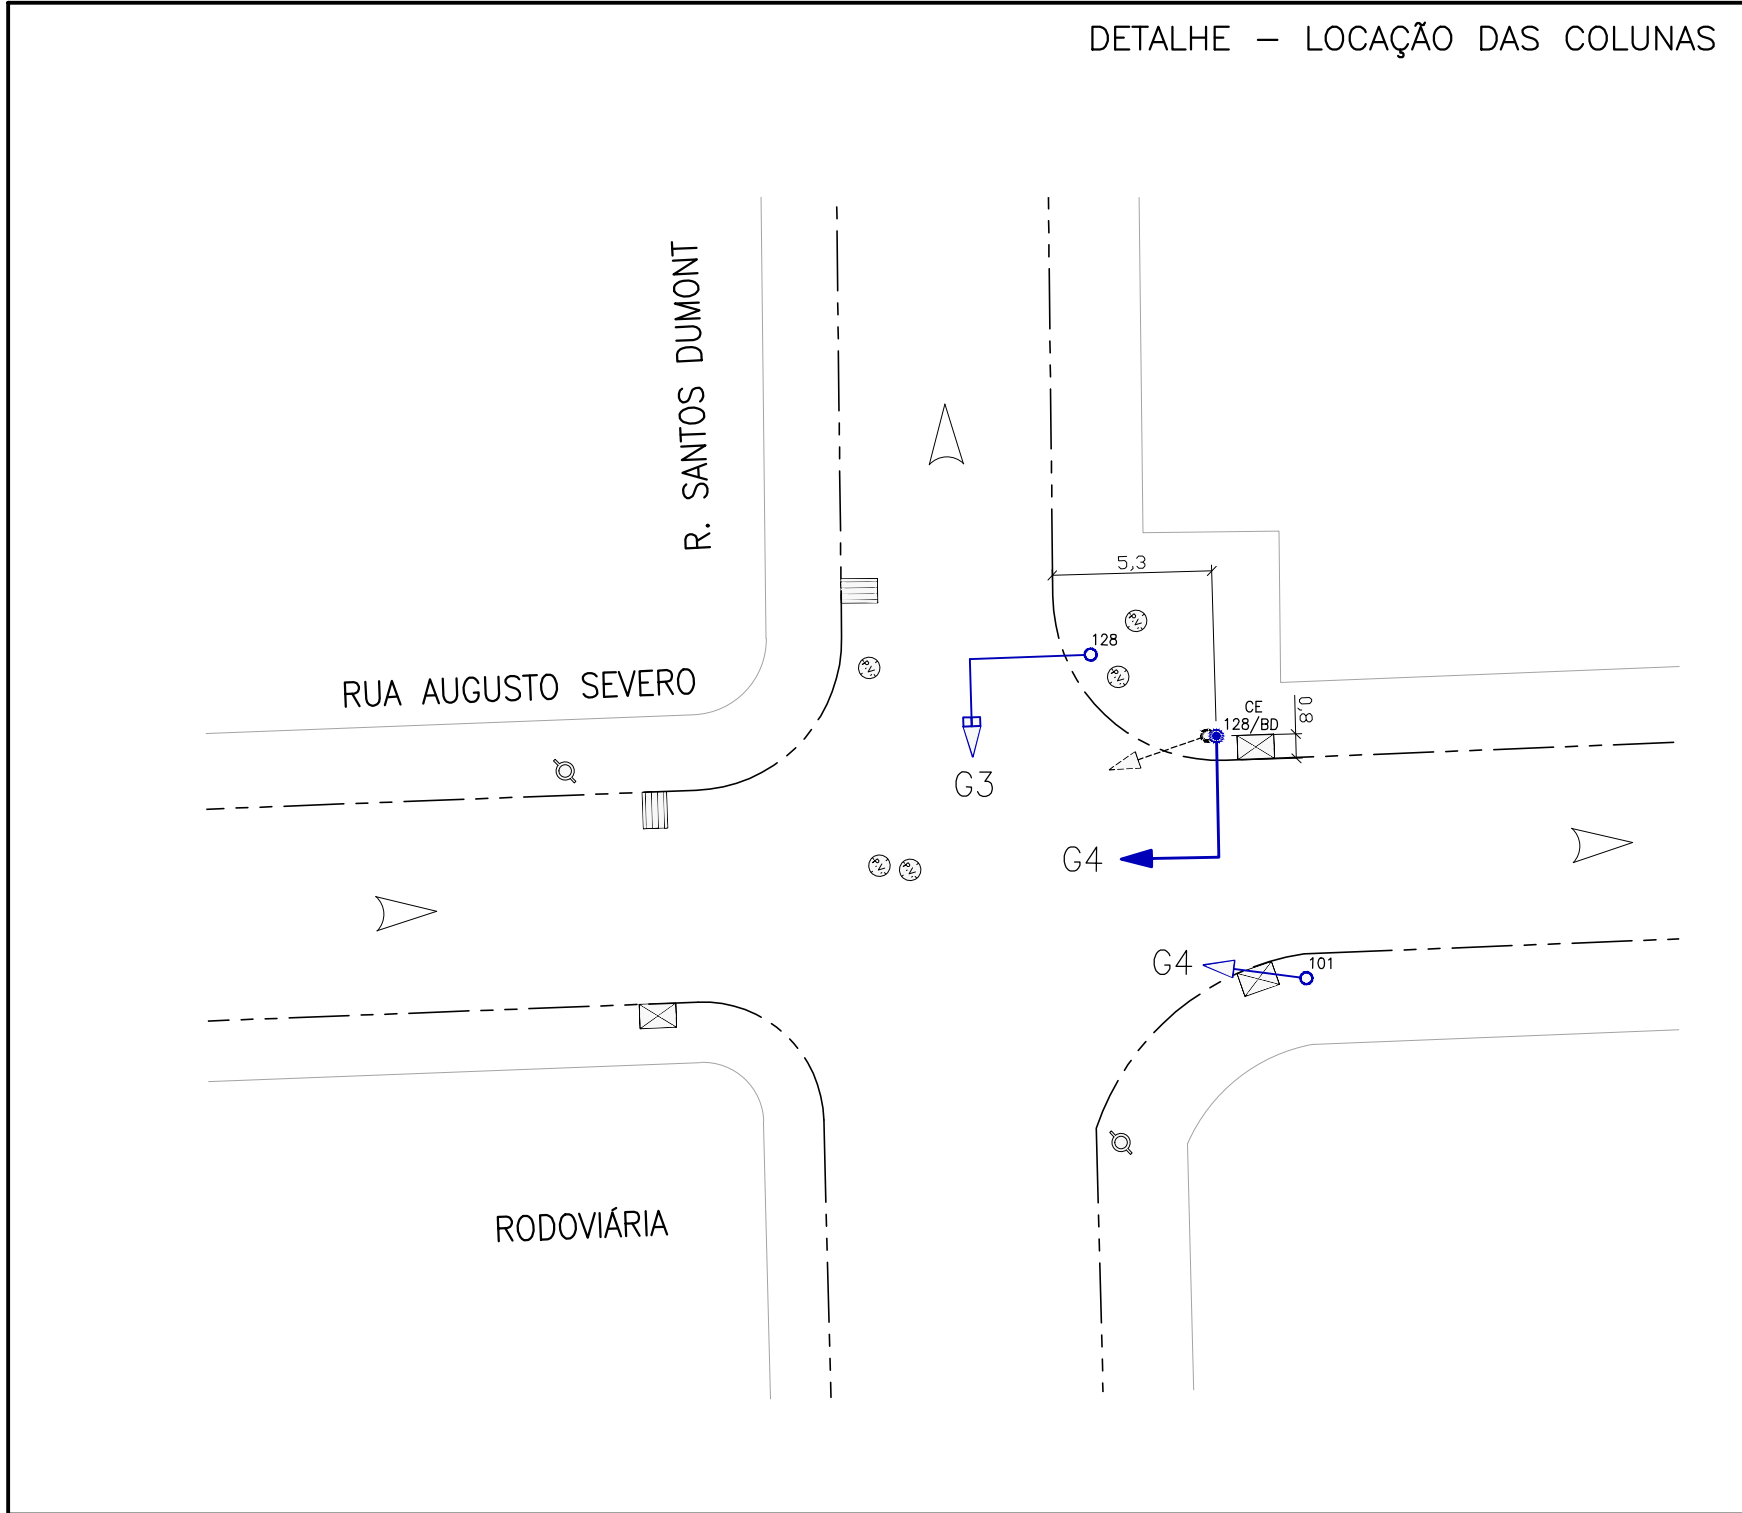 DETALHE – LOCAÇÃO DAS COLUNAS
R. SANTOS DUMONT
5,3
P.V.
128
P.V.
P.V.
RUA AUGUSTO SEVERO
CE
128/BD
0,8
G3
G4
P.V.
P.V.
G4
101
RODOVIÁRIA